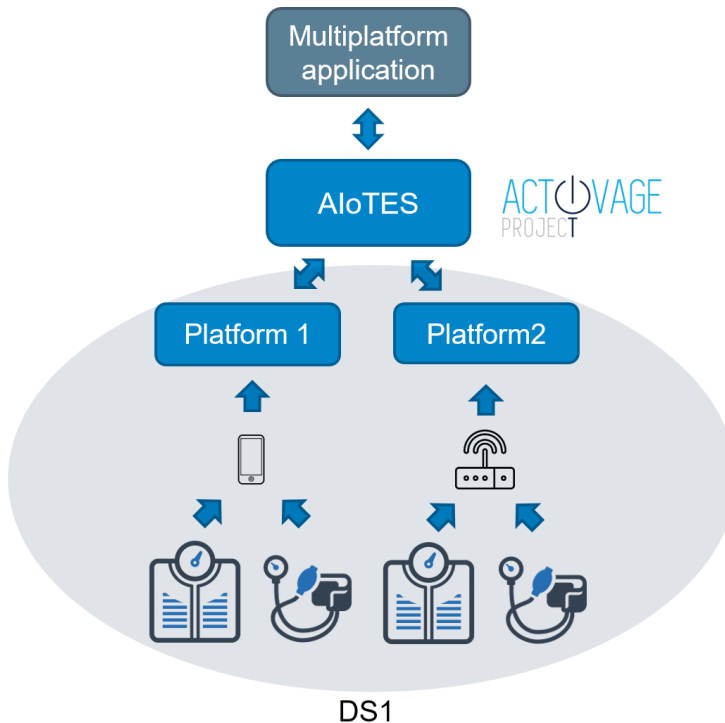 Multiplatform
application
AIoTES
ACTIVAGE
PROJECT
Platform 1
Platform2
DS1